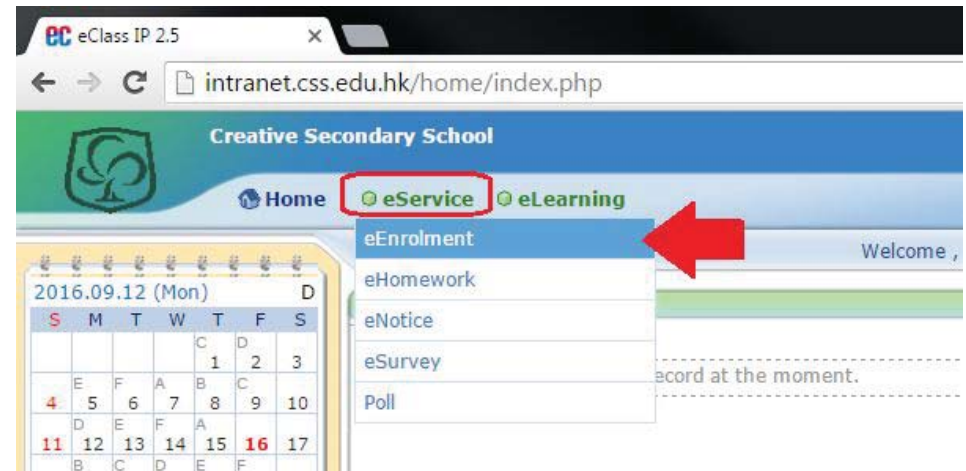 ec eClass IP 2.5
intranet.css.edu.hk/home/index.php
Creative Secondary School
Home eService eLearning
eEnrolment
eHomework
eNotice
eSurvey
Poll
Welcome ,
ecord at the moment.
2016.09.12 (Mon) D
S M T W T F S
C D
1 2 3
E F A B C
4 5 6 7 8 9 10
D E F A
11 12 13 14 15 16 17
B C D E F